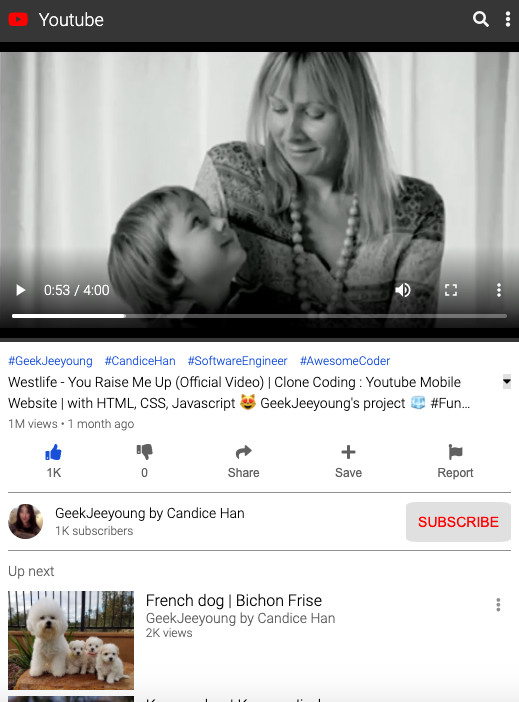 Youtube
0:53 / 4:00
#GeekJeeyoung #CandiceHan #SoftwareEngineer #AwesomeCoder
Westlife - You Raise Me Up (Official Video) | Clone Coding : Youtube Mobile
Website | with HTML, CSS, Javascript 😻 GeekJeeyoung's project 🧊 #Fun...
1M views • 1 month ago
1K 0 Share Save Report
GeekJeeyoung by Candice Han
1K subscribers
SUBSCRIBE
Up next
French dog | Bichon Frise
GeekJeeyoung by Candice Han
2K views